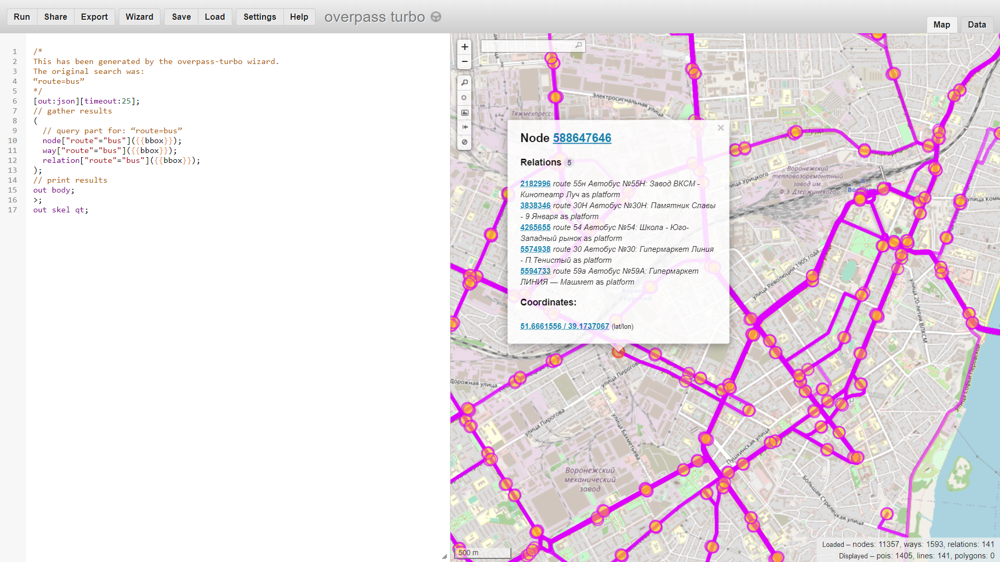 Run Share Export Wizard Save Load Settings Help overpass turbo
Map Data
1 /*
2 This has been generated by the overpass-turbo wizard.
3 The original search was:
4 “route=bus”
5 */
6 [out:json][timeout:25];
7 // gather results
8 (
9 // query part for: “route=bus”
10 node["route"="bus"]({{bbox}});
11 way["route"="bus"]({{bbox}});
12 relation["route"="bus"]({{bbox}});
13 );
14 // print results
15 out body;
16 >;
17 out skel qt;
+
−
Электросигнальная улица
Тяжмехпресс
Node 588647646
Relations 5
2182996 route 55н Автобус №55Н: Завод ВКСМ -
Кинотеатр Луч as platform
3838346 route 30Н Автобус №30Н: Памятник Славы
- 9 Января as platform
4265655 route 54 Автобус №54: Школа - Юго-
Западный рынок as platform
5574938 route 30 Автобус №30: Гипермаркет Линия
- П.Тенистый as platform
5594733 route 59а Автобус №59А: Гипермаркет
ЛИНИЯ — Машмет as platform
Coordinates:
51.6661556 / 39.1737067 (lat/lon)
Воронежский
тепловозоремонтный
завод им.
Ф.Э. Дзержинского
улица Урицкого
улица Революции 1905 года
улица 20-летия ВЛКСМ
улица Софьи Перовской
Дорожная улица
улица Пирогова
улица Пирогова
улица Бахметьева
Пушкинская улица
Воронежский
механический
завод
Большая Стрелецкая улица
500 m
Loaded – nodes: 11357, ways: 1593, relations: 141
Displayed – pois: 1405, lines: 141, polygons: 0